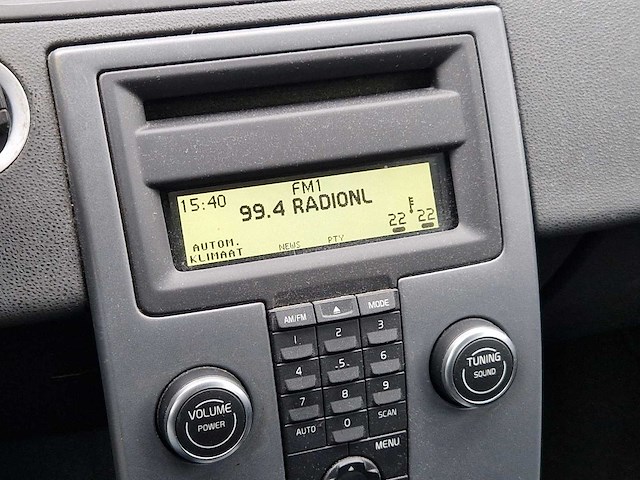 FM1
15:40 99.4 RADIONL
22 22
AUTOM. NEWS PTY
KLIMAAT
AM/FM MODE
1 2 3
4 5 6
7 8 9
AUTO 0 SCAN
MENU
VOLUME
POWER
TUNING
SOUND